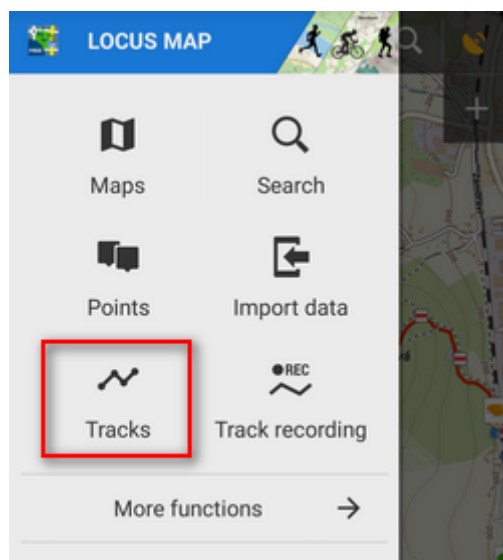 LOCUS MAP
Maps
Search
Points
Import data
REC
Tracks
Track recording
More functions